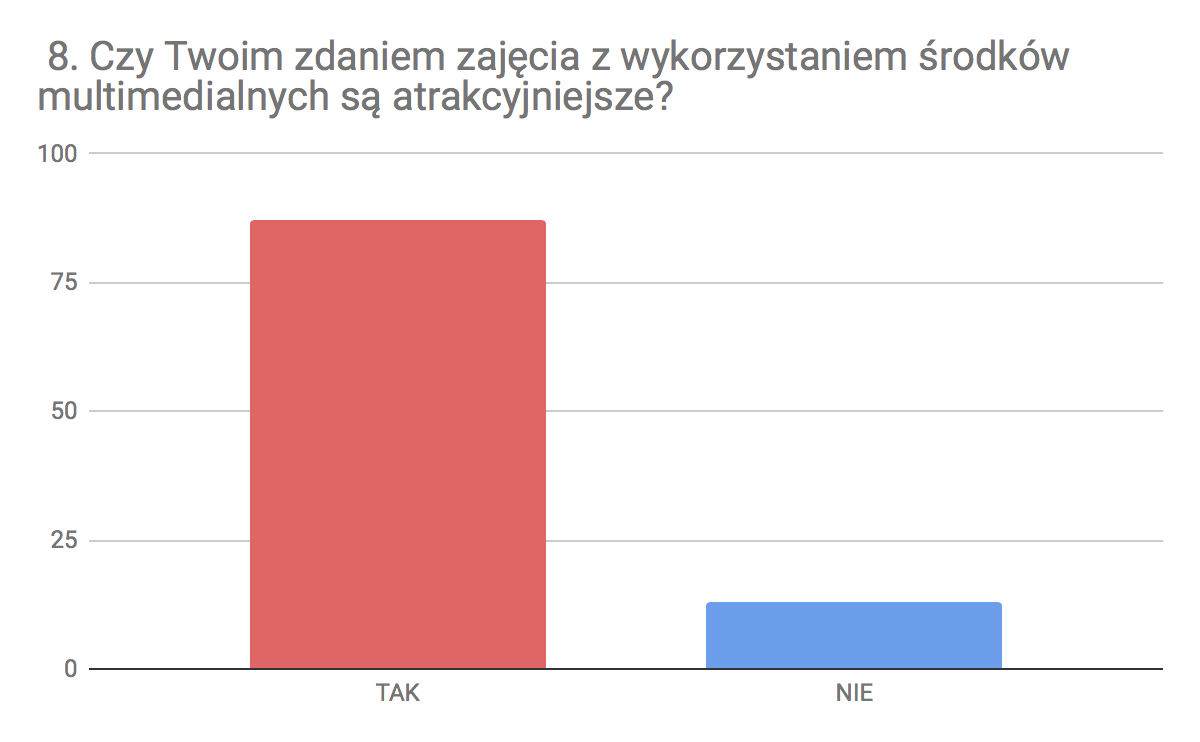 8. Czy Twoim zdaniem zajęcia z wykorzystaniem środków
multimedialnych są atrakcyjniejsze?
100
75
50
25
0
TAK
NIE